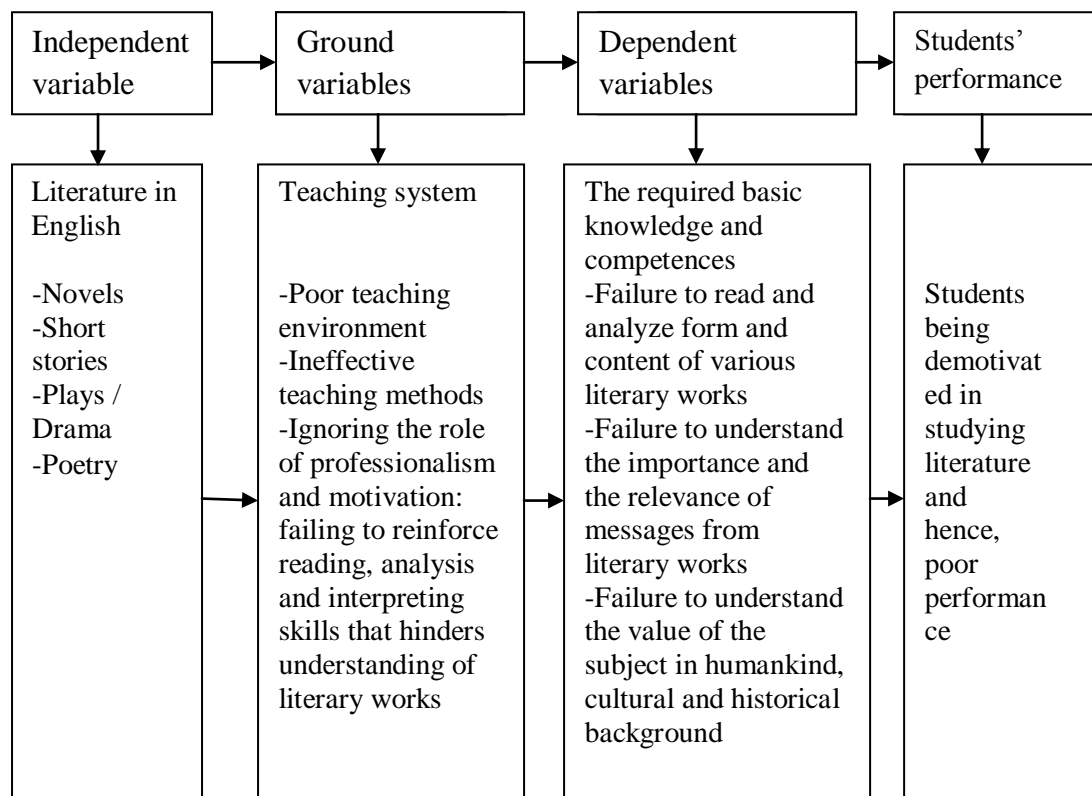 Independent
variable
Ground
variables
Dependent
variables
Students’
performance
Literature in
English
-Novels
-Short
stories
-Plays /
Drama
-Poetry
Teaching system
-Poor teaching
environment
-Ineffective
teaching methods
-Ignoring the role
of professionalism
and motivation:
failing to reinforce
reading, analysis
and interpreting
skills that hinders
understanding of
literary works
The required basic
knowledge and
competences
-Failure to read and
analyze form and
content of various
literary works
-Failure to understand
the importance and
the relevance of
messages from
literary works
-Failure to understand
the value of the
subject in humankind,
cultural and historical
background
Students
being
demotivat
ed in
studying
literature
and
hence,
poor
performan
ce